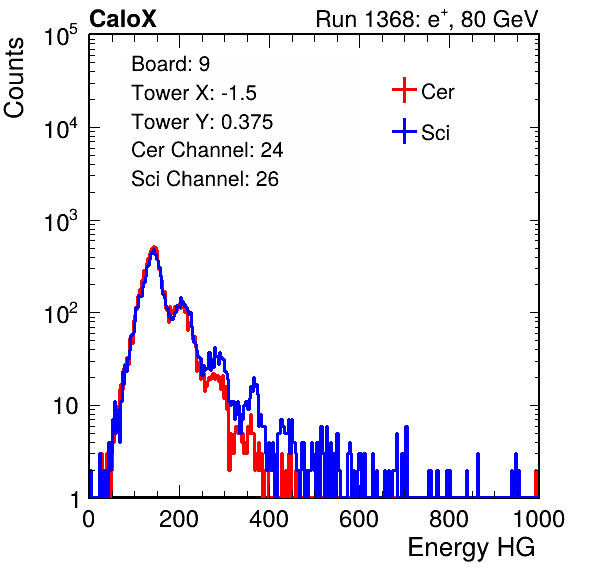 CaloX Run 1368: e⁺, 80 GeV
Counts
Board: 9
Tower X: -1.5
Tower Y: 0.375
Cer Channel: 24
Sci Channel: 26
Cer
Sci
10⁵
10⁴
10³
10²
10
1
0 200 400 600 800 1000
Energy HG